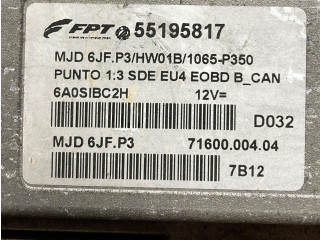 FPT 55195817
MJD 6JF.P3/HW01B/1065-P350
PUNTO 1:3 SDE EU4 EOBD B_CAN
6A0SIBC2H 12V=
D032
MJD 6JF.P3 71600.004.04
7B12